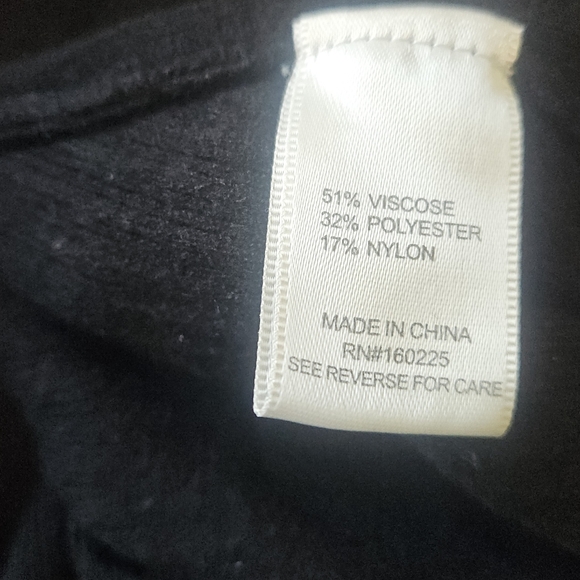 51% VISCOSE
32% POLYESTER
17% NYLON
MADE IN CHINA
RN#160225
SEE REVERSE FOR CARE